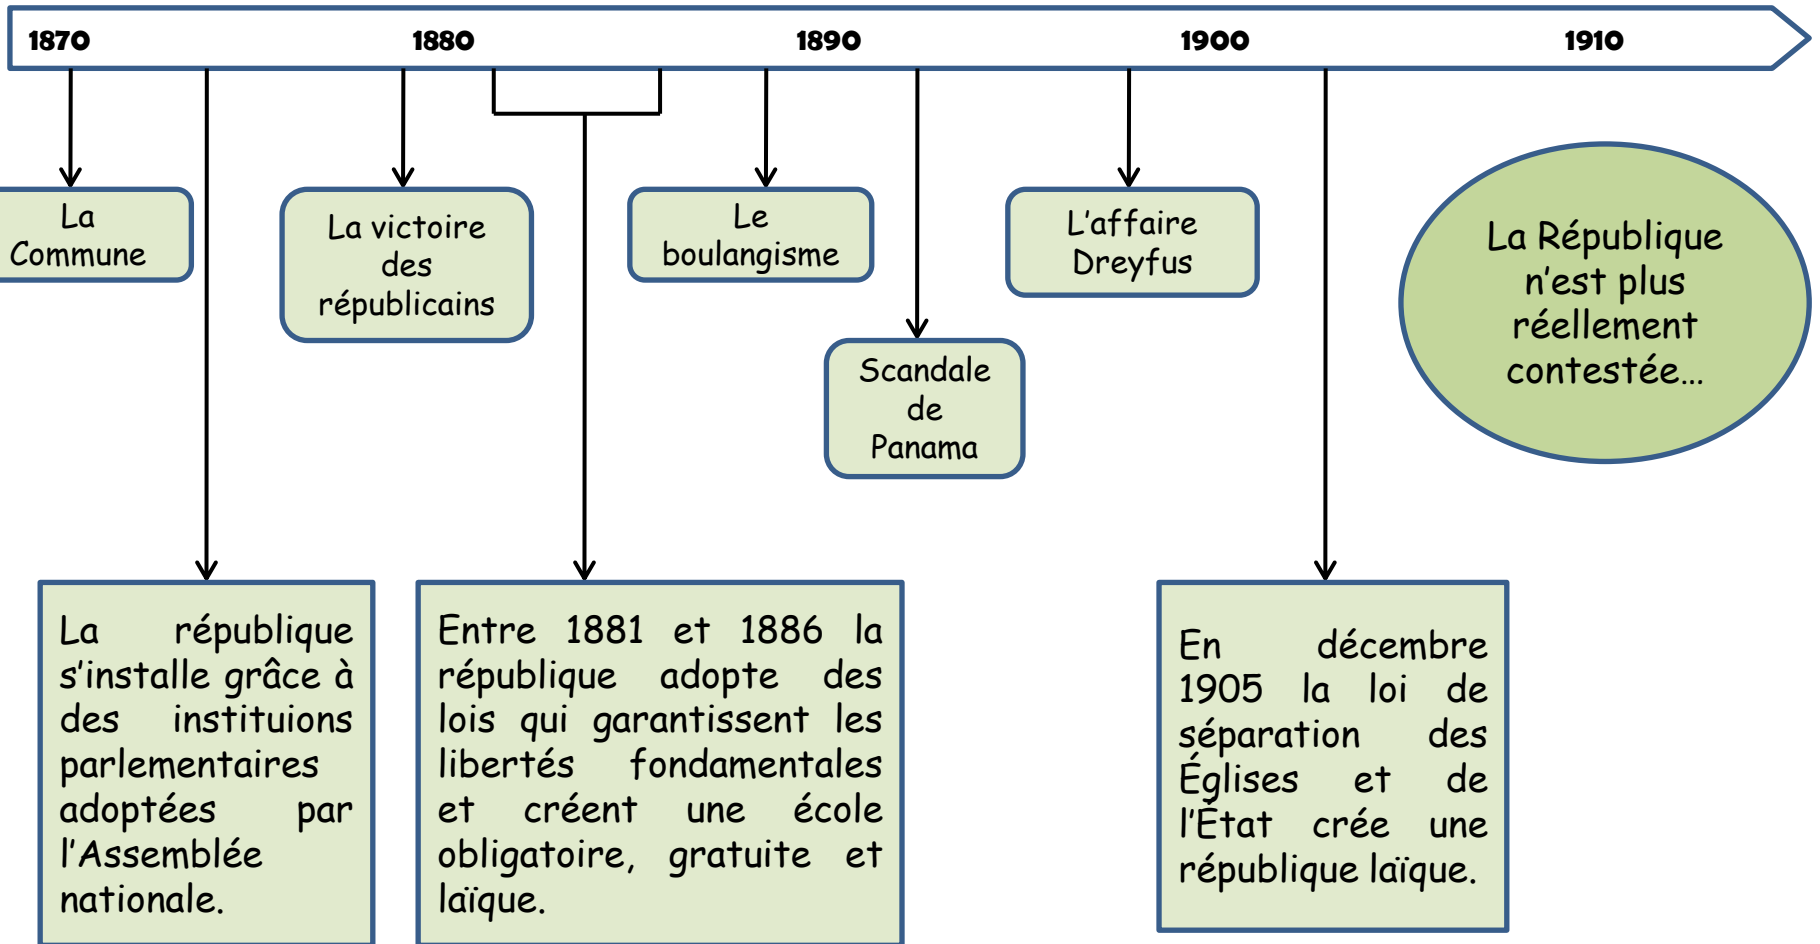 1870 1880 1890 1900 1910
La
Commune
La victoire
des
républicains
Le
boulangisme
L'affaire
Dreyfus
Scandale
de
Panama
La République
n'est plus
réellement
contestée…
La république
s'installe grâce à
des instituions
parlementaires
adoptées par
l'Assemblée
nationale.
Entre 1881 et 1886 la
république adopte des
lois qui garantissent les
libertés fondamentales
et créent une école
obligatoire, gratuite et
laïque.
En décembre
1905 la loi de
séparation des
Églises et de
l'État crée une
république laïque.